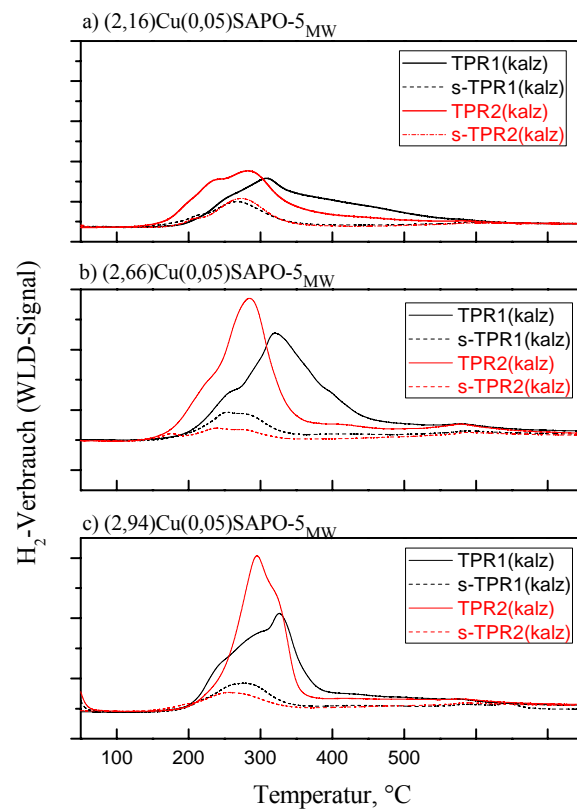 a) (2,16)Cu(0,05)SAPO-5MW
TPR1(kalz)
s-TPR1(kalz)
TPR2(kalz)
s-TPR2(kalz)
b) (2,66)Cu(0,05)SAPO-5MW
TPR1(kalz)
s-TPR1(kalz)
TPR2(kalz)
s-TPR2(kalz)
H2-Verbrauch (WLD-Signal)
c) (2,94)Cu(0,05)SAPO-5MW
TPR1(kalz)
s-TPR1(kalz)
TPR2(kalz)
s-TPR2(kalz)
100 200 300 400 500
Temperatur, °C